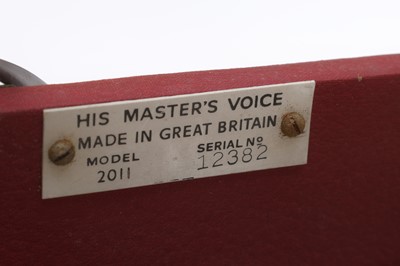 HIS MASTER'S VOICE
MADE IN GREAT BRITAIN
MODEL SERIAL Nº
2011 12382